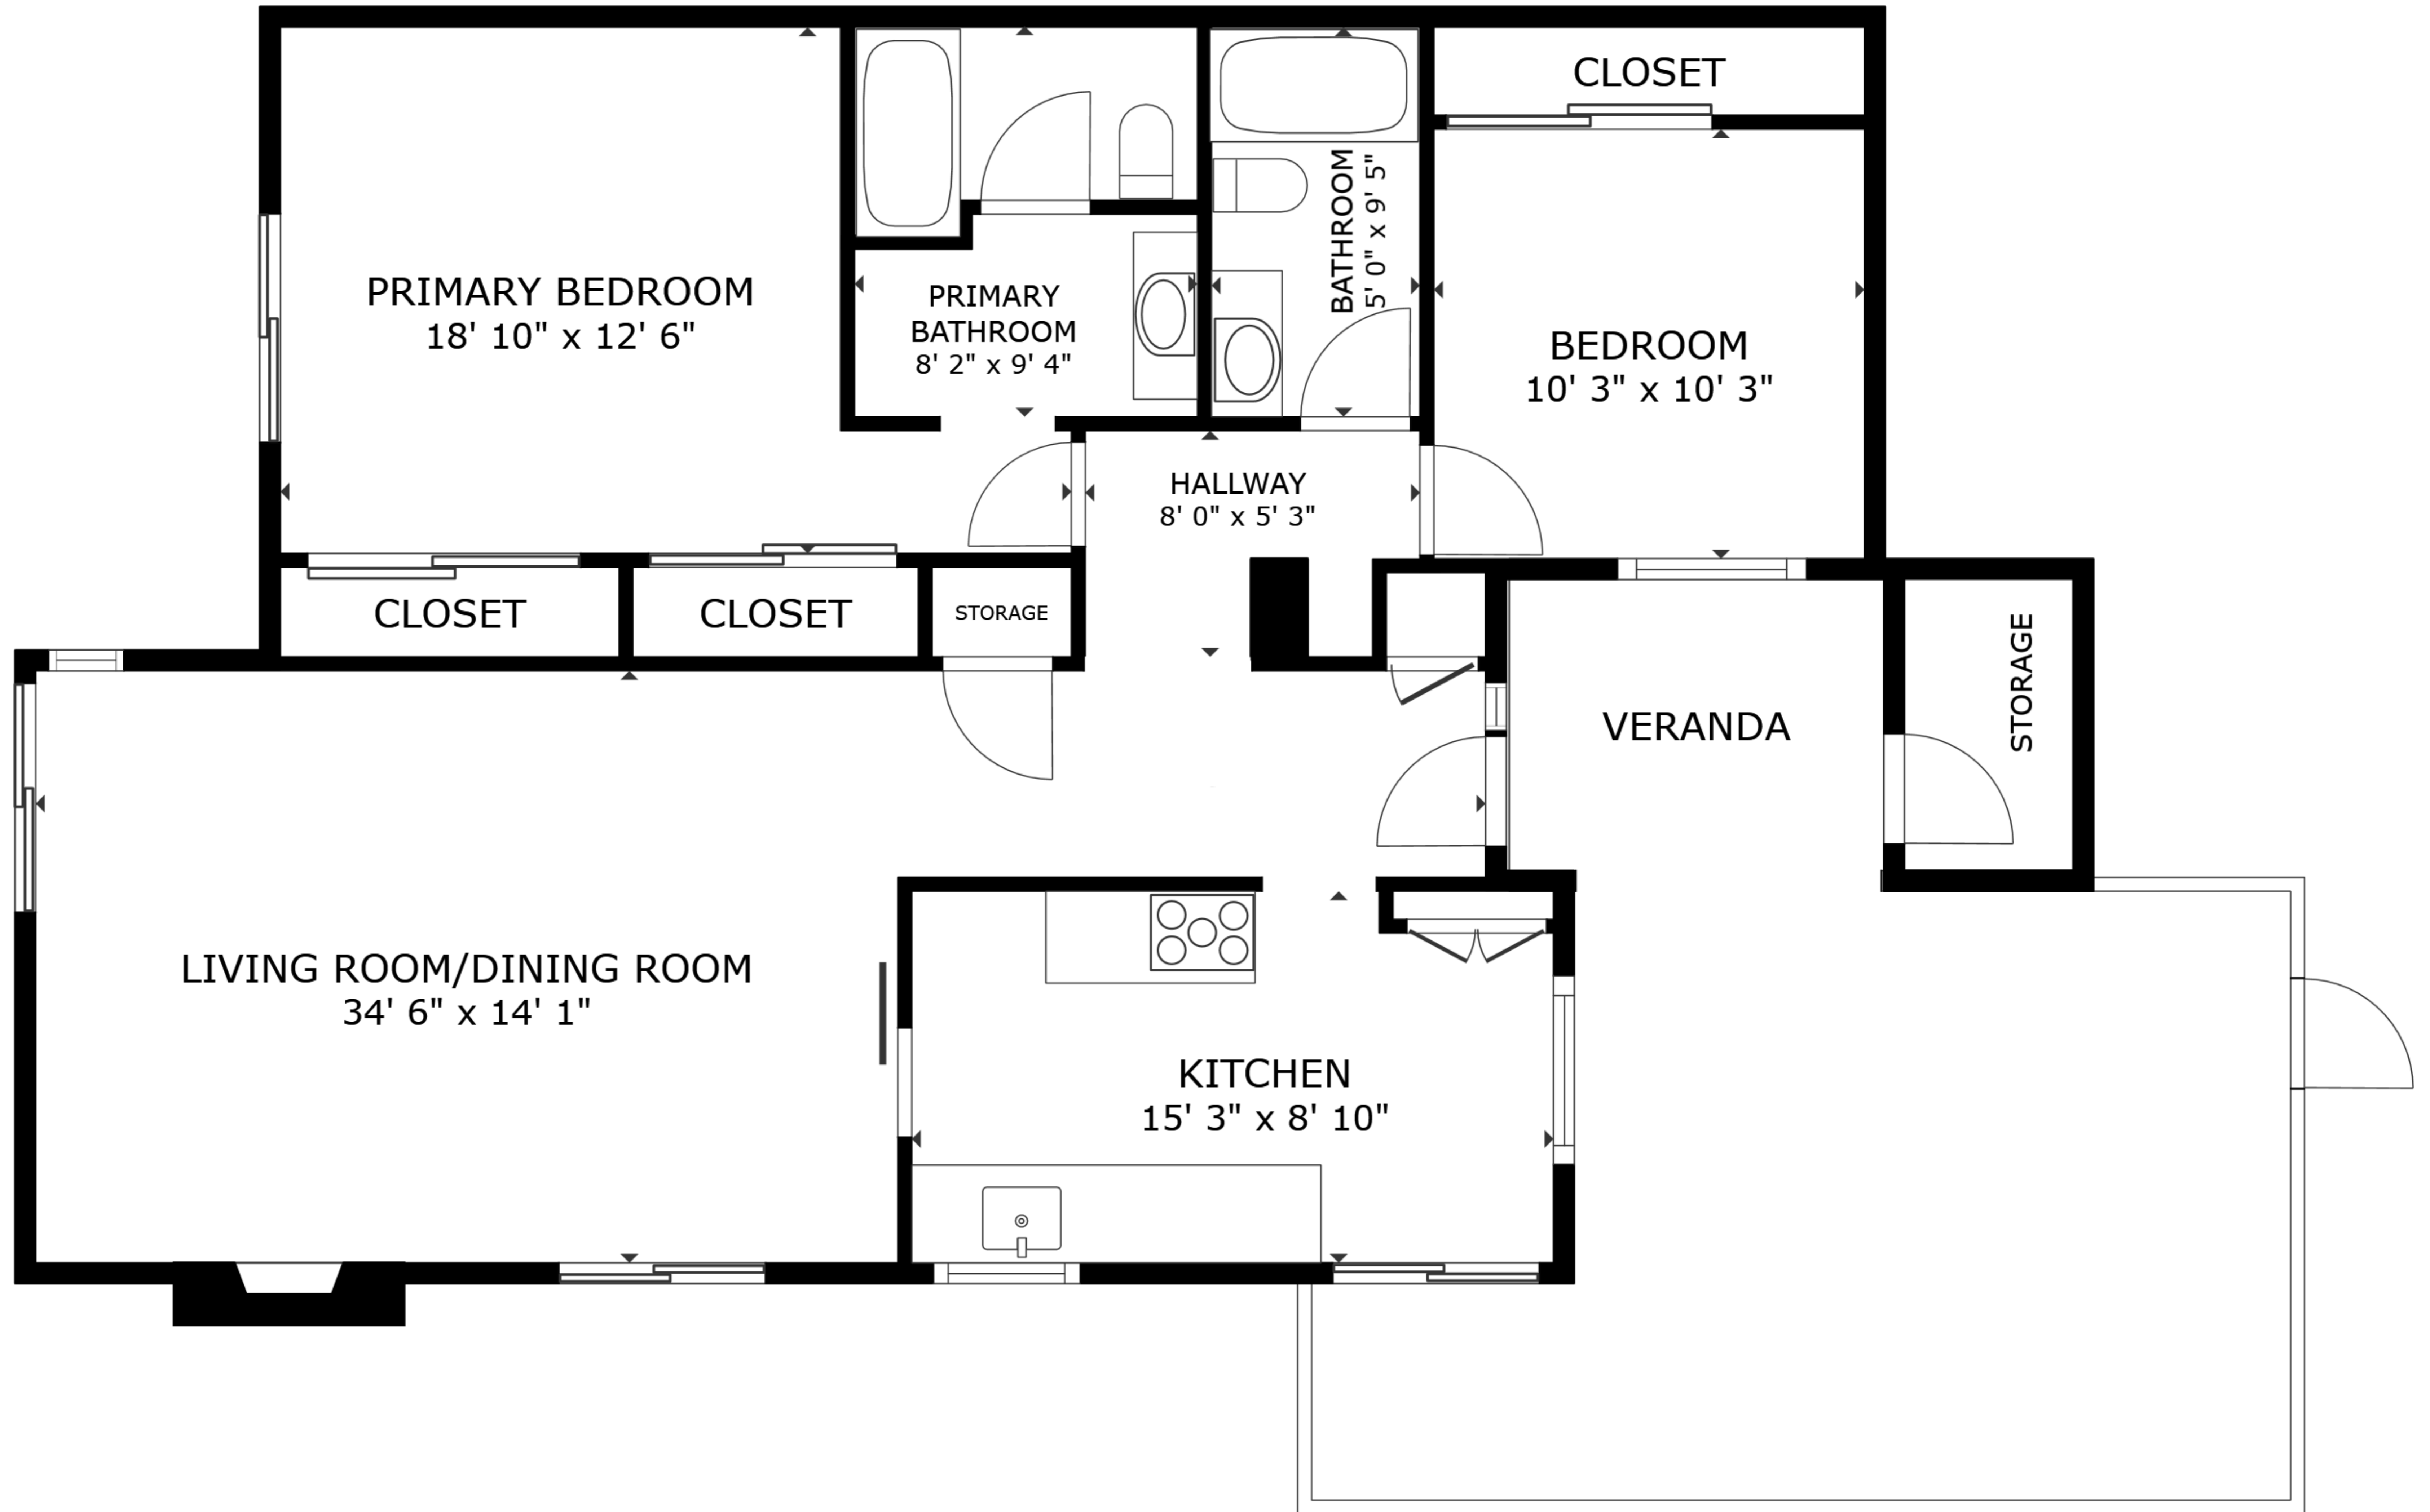 CLOSET
PRIMARY BEDROOM
18' 10" x 12' 6"
PRIMARY
BATHROOM
8' 2" x 9' 4"
BATHROOM
5' 0" x 9' 5"
BEDROOM
10' 3" x 10' 3"
HALLWAY
8' 0" x 5' 3"
CLOSET
CLOSET
STORAGE
STORAGE
VERANDA
LIVING ROOM/DINING ROOM
34' 6" x 14' 1"
KITCHEN
15' 3" x 8' 10"